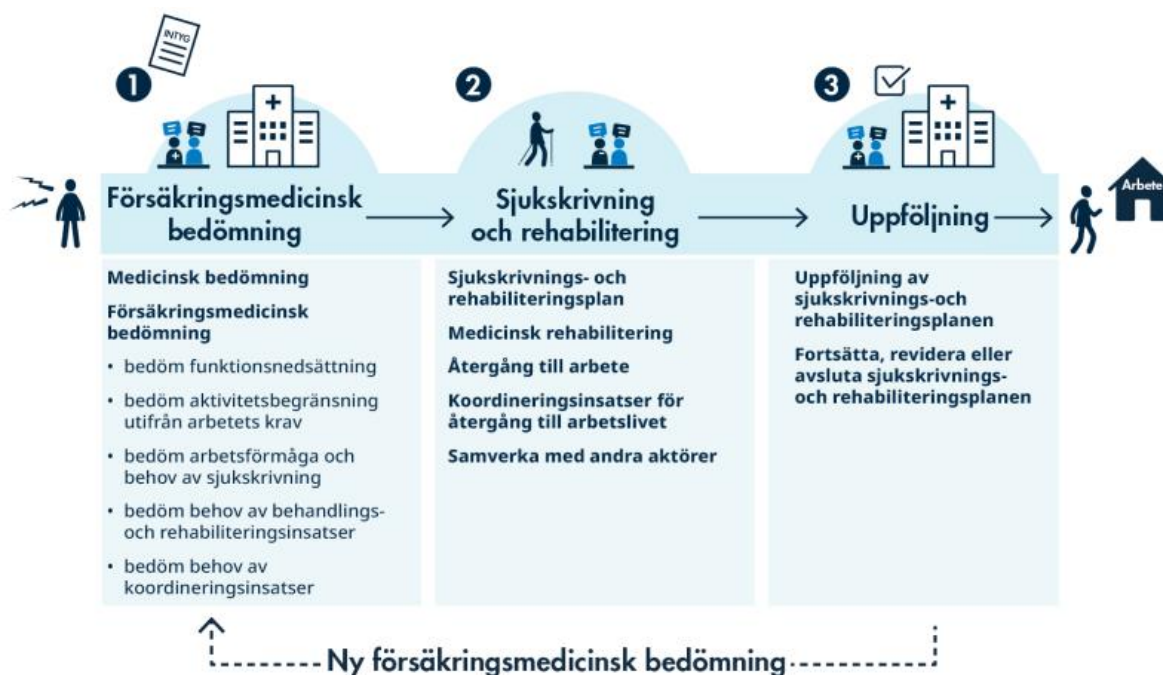 INTYG
1
2
3
Arbete
Försäkringsmedicinsk
bedömning
Sjukskrivning
och rehabilitering
Uppföljning
Medicinsk bedömning
Försäkringsmedicinsk
bedömning
• bedöm funktionsnedsättning
• bedöm aktivitetsbegränsning
utifrån arbetets krav
• bedöm arbetsförmåga och
behov av sjukskrivning
• bedöm behov av behandlings-
och rehabiliteringsinsatser
• bedöm behov av
koordineringsinsatser
Sjukskrivnings- och
rehabiliteringsplan
Medicinsk rehabilitering
Återgång till arbete
Koordineringsinsatser för
återgång till arbetslivet
Samverka med andra aktörer
Uppföljning av
sjukskrivnings-och
rehabiliteringsplanen
Fortsätta, revidera eller
avsluta sjukskrivnings-
och rehabiliteringsplanen
Ny försäkringsmedicinsk bedömning